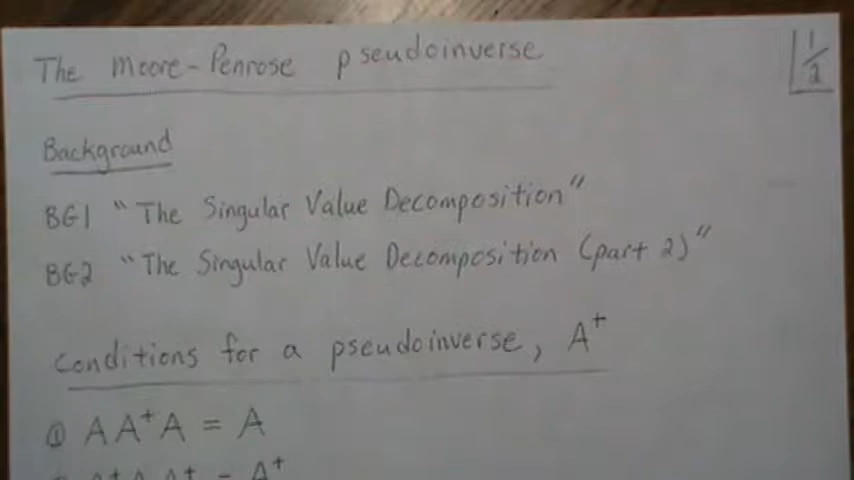 The Moore-Penrose pseudoinverse
1/2
Background
BG1 "The Singular Value Decomposition"
BG2 "The Singular Value Decomposition (part 2)"
Conditions for a pseudoinverse, A⁺
① AA⁺A = A
A⁺AA⁺ = A⁺